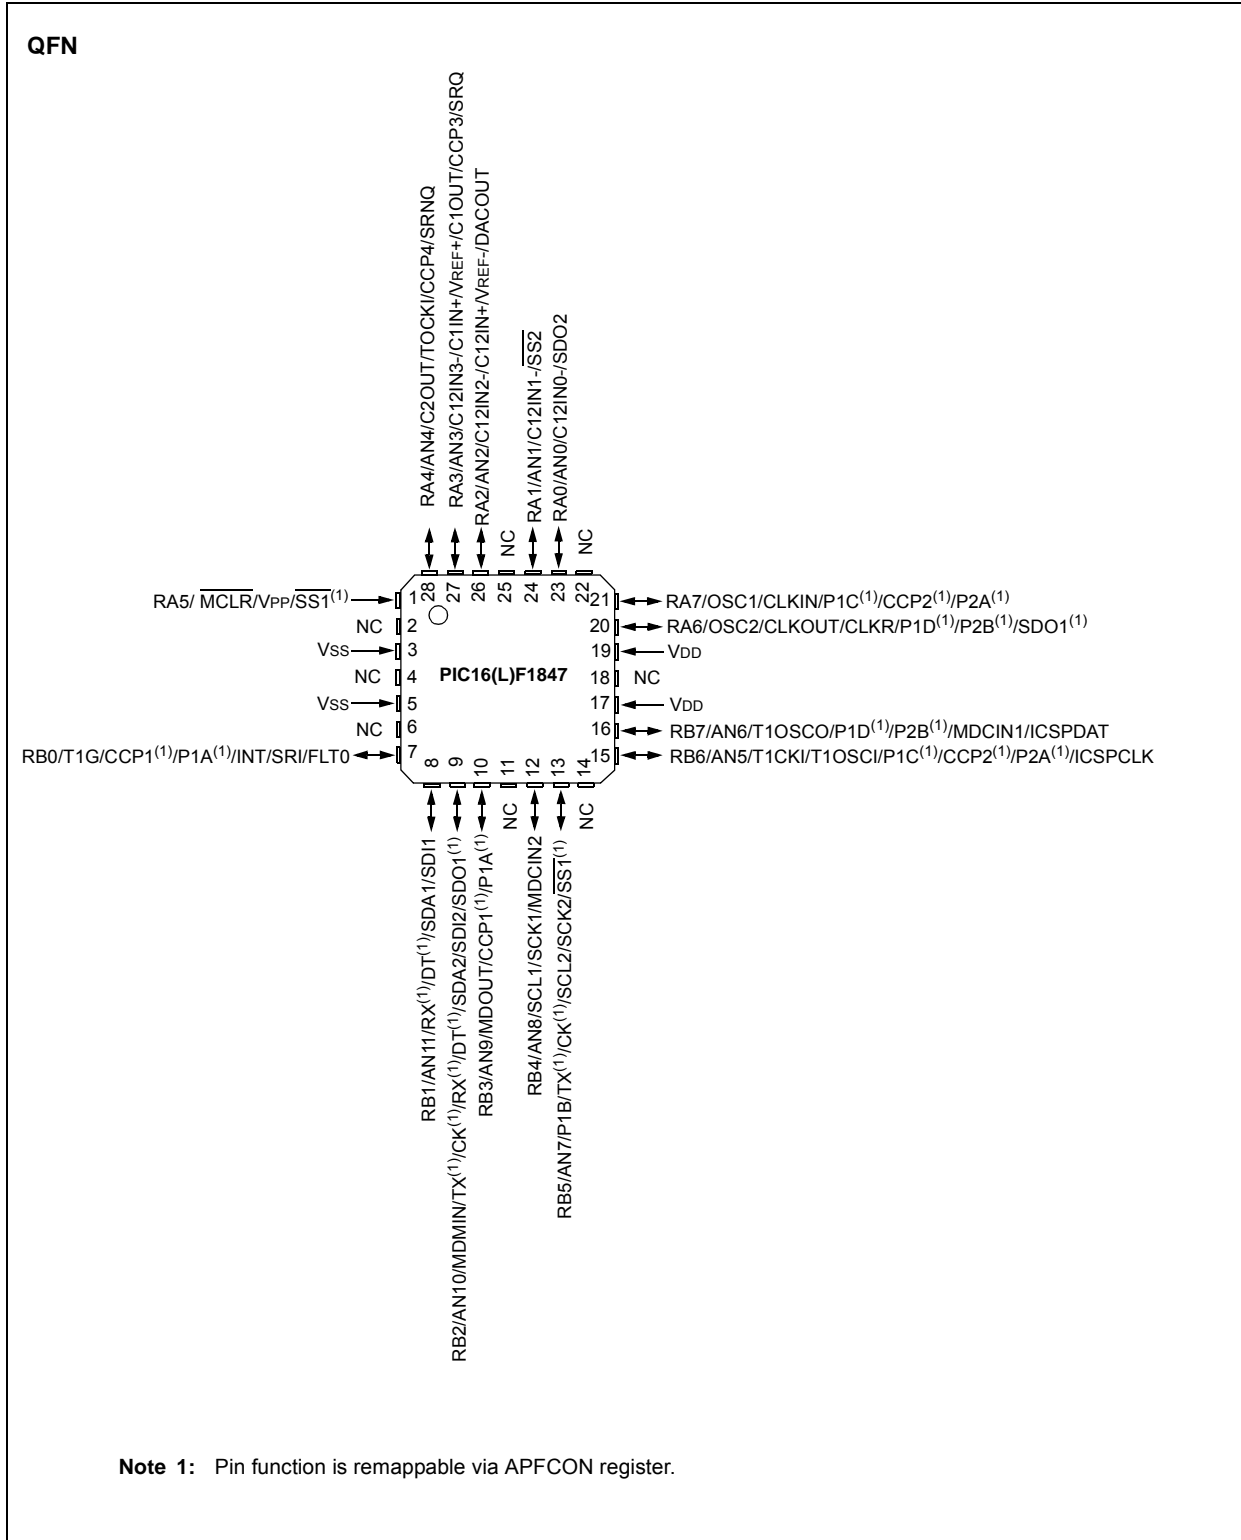 QFN
RA4/AN4/C2OUT/TOCKI/CCP4/SRNQ
RA3/AN3/C12IN3-/C1IN+/VREF+/C1OUT/CCP3/SRQ
RA2/AN2/C12IN2-/C12IN+/VREF-/DACOUT
NC
RA1/AN1/C12IN1-/SS2
RA0/AN0/C12IN0-/SDO2
NC
28 27 26 25 24 23 22
RA5/ MCLR/VPP/SS1(1) 1
NC 2
VSS 3
NC 4
VSS 5
NC 6
RB0/T1G/CCP1(1)/P1A(1)/INT/SRI/FLT0 7
PIC16(L)F1847
21 RA7/OSC1/CLKIN/P1C(1)/CCP2(1)/P2A(1)
20 RA6/OSC2/CLKOUT/CLKR/P1D(1)/P2B(1)/SDO1(1)
19 VDD
18 NC
17 VDD
16 RB7/AN6/T1OSCO/P1D(1)/P2B(1)/MDCIN1/ICSPDAT
15 RB6/AN5/T1CKI/T1OSCI/P1C(1)/CCP2(1)/P2A(1)/ICSPCLK
8 9 10 11 12 13 14
RB1/AN11/RX(1)/DT(1)/SDA1/SDI1
RB2/AN10/MDMIN/TX(1)/CK(1)/RX(1)/DT(1)/SDA2/SDI2/SDO1(1)
RB3/AN9/MDOUT/CCP1(1)/P1A(1)
NC
RB4/AN8/SCL1/SCK1/MDCIN2
RB5/AN7/P1B/TX(1)/CK(1)/SCL2/SCK2/SS1(1)
NC
Note 1: Pin function is remappable via APFCON register.